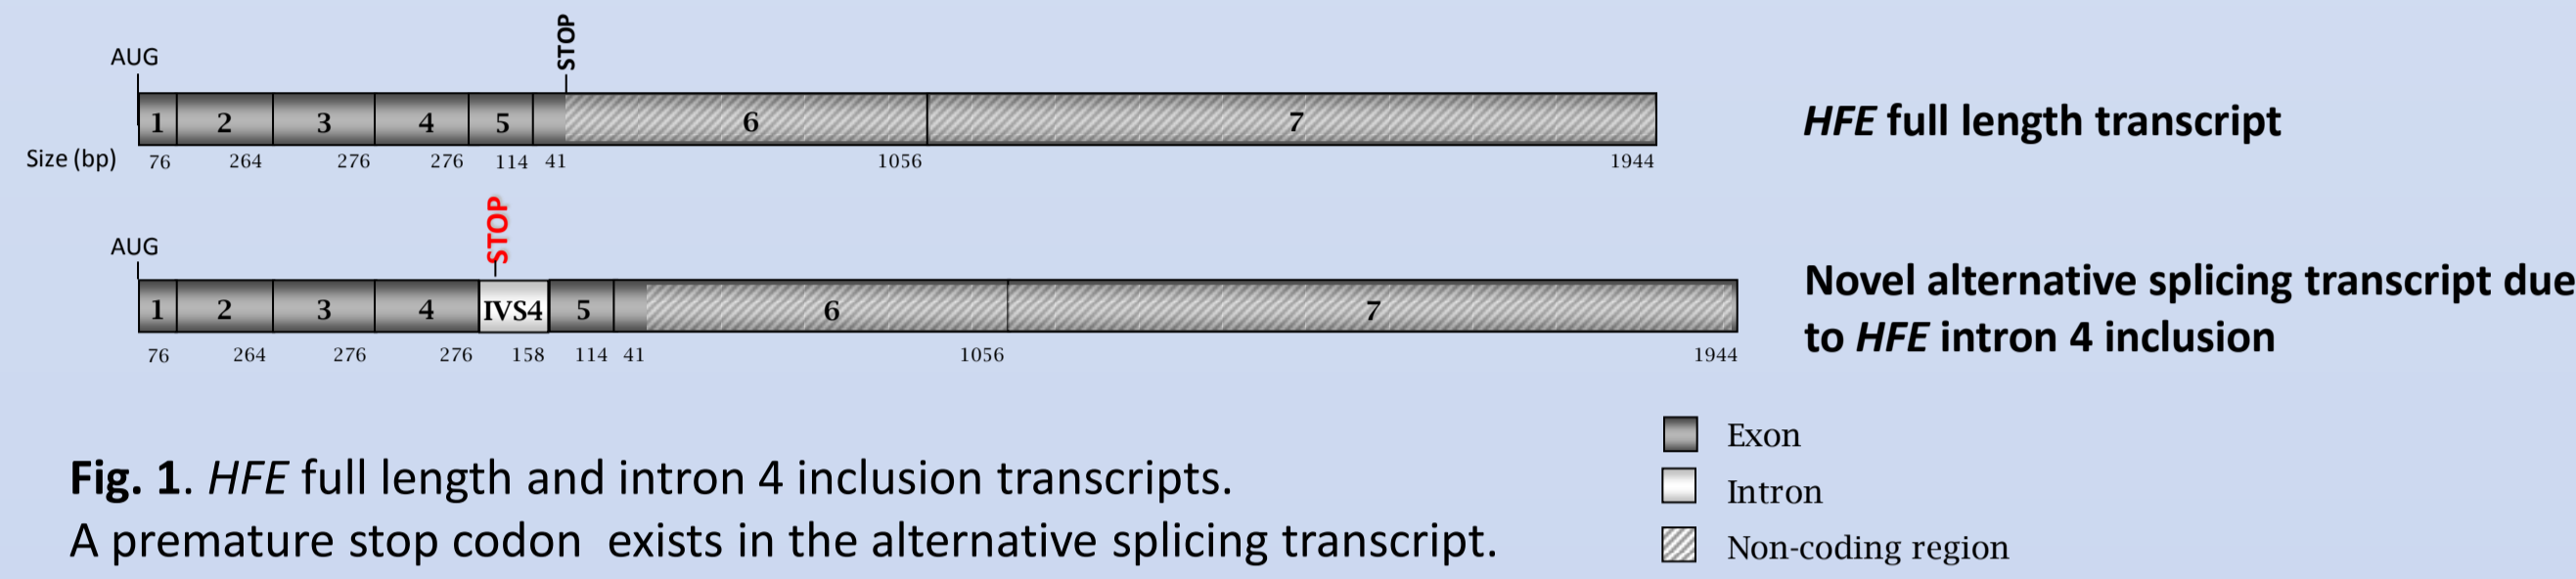 STOP
AUG
1 2 3 4 5 6 7
HFE full length transcript
Size (bp) 76 264 276 276 114 41 1056 1944
STOP
AUG
1 2 3 4 IVS4 5 6 7
Novel alternative splicing transcript due
to HFE intron 4 inclusion
76 264 276 276 158 114 41 1056 1944
Exon
Intron
Non-coding region
Fig. 1. HFE full length and intron 4 inclusion transcripts.
A premature stop codon exists in the alternative splicing transcript.